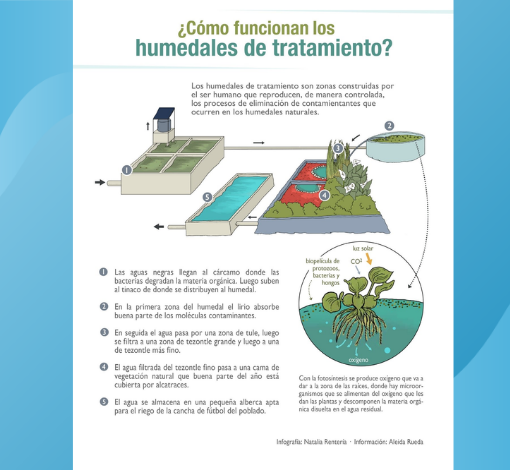 ¿Cómo funcionan los
humedales de tratamiento?
Los humedales de tratamiento son zonas construidas por
el ser humano que reproducen, de manera controlada,
los procesos de eliminación de contamientantes que
ocurren en los humedales naturales.
1
2
3
4
5
luz solar
CO2
biopelícula de
protozoos,
bacterias y
hongos
oxígeno
1 Las aguas negras llegan al cárcamo donde las
bacterias degradan la materia orgánica. Luego suben
al tinaco de donde se distribuyen al humedal.
2 En la primera zona del humedal el lirio absorbe
buena parte de los moléculas contaminantes.
3 En seguida el agua pasa por una zona de tule, luego
se filtra a una zona de tezontle grande y luego a una
de tezontle más fino.
4 El agua filtrada del tezontle fino pasa a una cama de
vegetación natural que buena parte del año está
cubierta por alcatraces.
5 El agua se almacena en una pequeña alberca apta
para el riego de la cancha de fútbol del poblado.
Con la fotosíntesis se produce oxígeno que va a
dar a la zona de las raíces, donde hay microor-
ganismos que se alimentan del oxígeno que les
dan las plantas y descomponen la materia orgá-
nica disuelta en el agua residual.
Infografía: Natalia Rentería · Información: Aleida Rueda